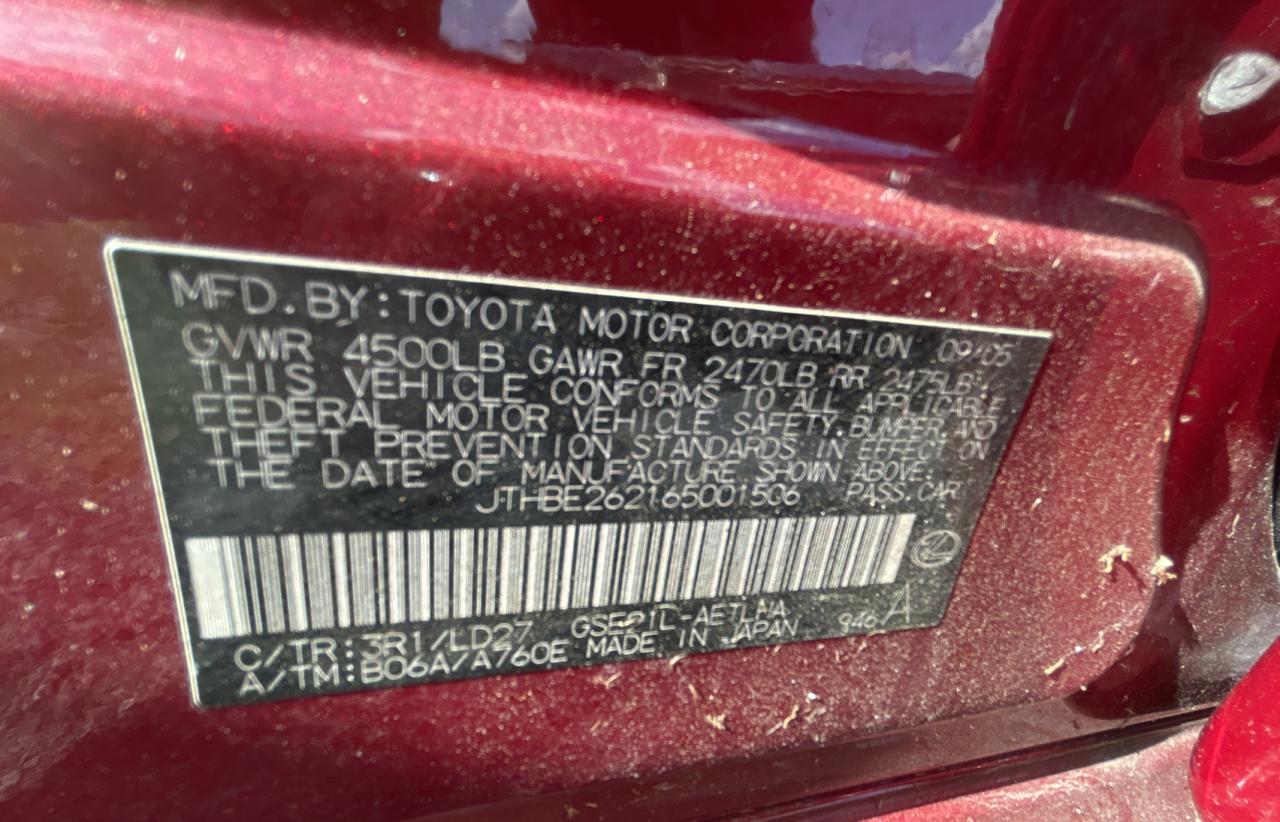 MFD. BY: TOYOTA MOTOR CORPORATION 09/05
GVWR 4500LB GAWR FR 2470LB RR 2475LB
THIS VEHICLE CONFORMS TO ALL APPLICABLE
FEDERAL MOTOR VEHICLE SAFETY, BUMPER, AND
THEFT PREVENTION STANDARDS IN EFFECT ON
THE DATE OF MANUFACTURE SHOWN ABOVE.
JTHBE262165001506 PASS. CAR
C/TR: 3R1/LD27 GSE21L-AETLHA
A/TM: B06A/A760E MADE IN JAPAN 946 A